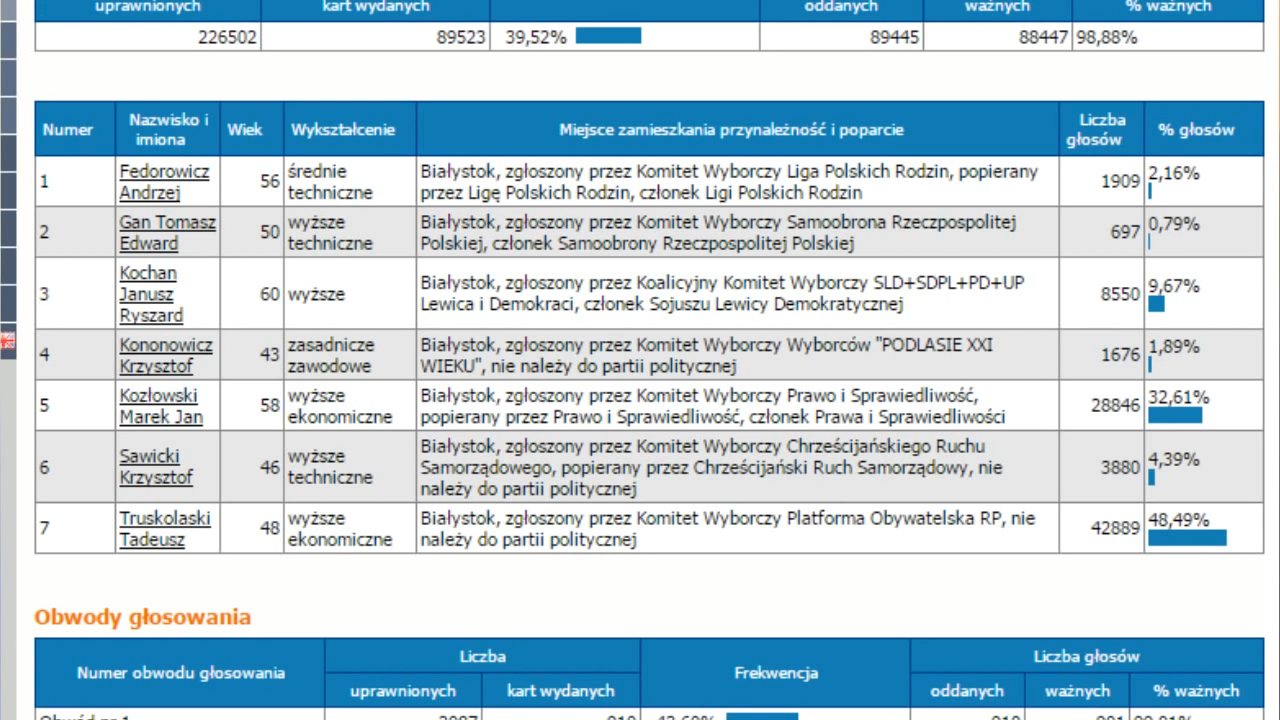 uprawnionych kart wydanych oddanych ważnych % ważnych
226502 89523 39,52% 89445 88447 98,88%
Numer Nazwisko i imiona Wiek Wykształcenie Miejsce zamieszkania przynależność i poparcie Liczba głosów % głosów
1 Fedorowicz Andrzej 56 średnie techniczne Białystok, zgłoszony przez Komitet Wyborczy Liga Polskich Rodzin, popierany przez Ligę Polskich Rodzin, członek Ligi Polskich Rodzin 1909 2,16%
2 Gan Tomasz Edward 50 wyższe techniczne Białystok, zgłoszony przez Komitet Wyborczy Samoobrona Rzeczpospolitej Polskiej, członek Samoobrony Rzeczpospolitej Polskiej 697 0,79%
3 Kochan Janusz Ryszard 60 wyższe Białystok, zgłoszony przez Koalicyjny Komitet Wyborczy SLD+SDPL+PD+UP Lewica i Demokraci, członek Sojuszu Lewicy Demokratycznej 8550 9,67%
4 Kononowicz Krzysztof 43 zasadnicze zawodowe Białystok, zgłoszony przez Komitet Wyborczy Wyborców "PODLASIE XXI WIEKU", nie należy do partii politycznej 1676 1,89%
5 Kozłowski Marek Jan 58 wyższe ekonomiczne Białystok, zgłoszony przez Komitet Wyborczy Prawo i Sprawiedliwość, popierany przez Prawo i Sprawiedliwość, członek Prawa i Sprawiedliwości 28846 32,61%
6 Sawicki Krzysztof 46 wyższe techniczne Białystok, zgłoszony przez Komitet Wyborczy Chrześcijańskiego Ruchu Samorządowego, popierany przez Chrześcijański Ruch Samorządowy, nie należy do partii politycznej 3880 4,39%
7 Truskolaski Tadeusz 48 wyższe ekonomiczne Białystok, zgłoszony przez Komitet Wyborczy Platforma Obywatelska RP, nie należy do partii politycznej 42889 48,49%
Obwody głosowania
Numer obwodu głosowania Liczba Frekwencja Liczba głosów
uprawnionych kart wydanych oddanych ważnych % ważnych
Obwód nr 1